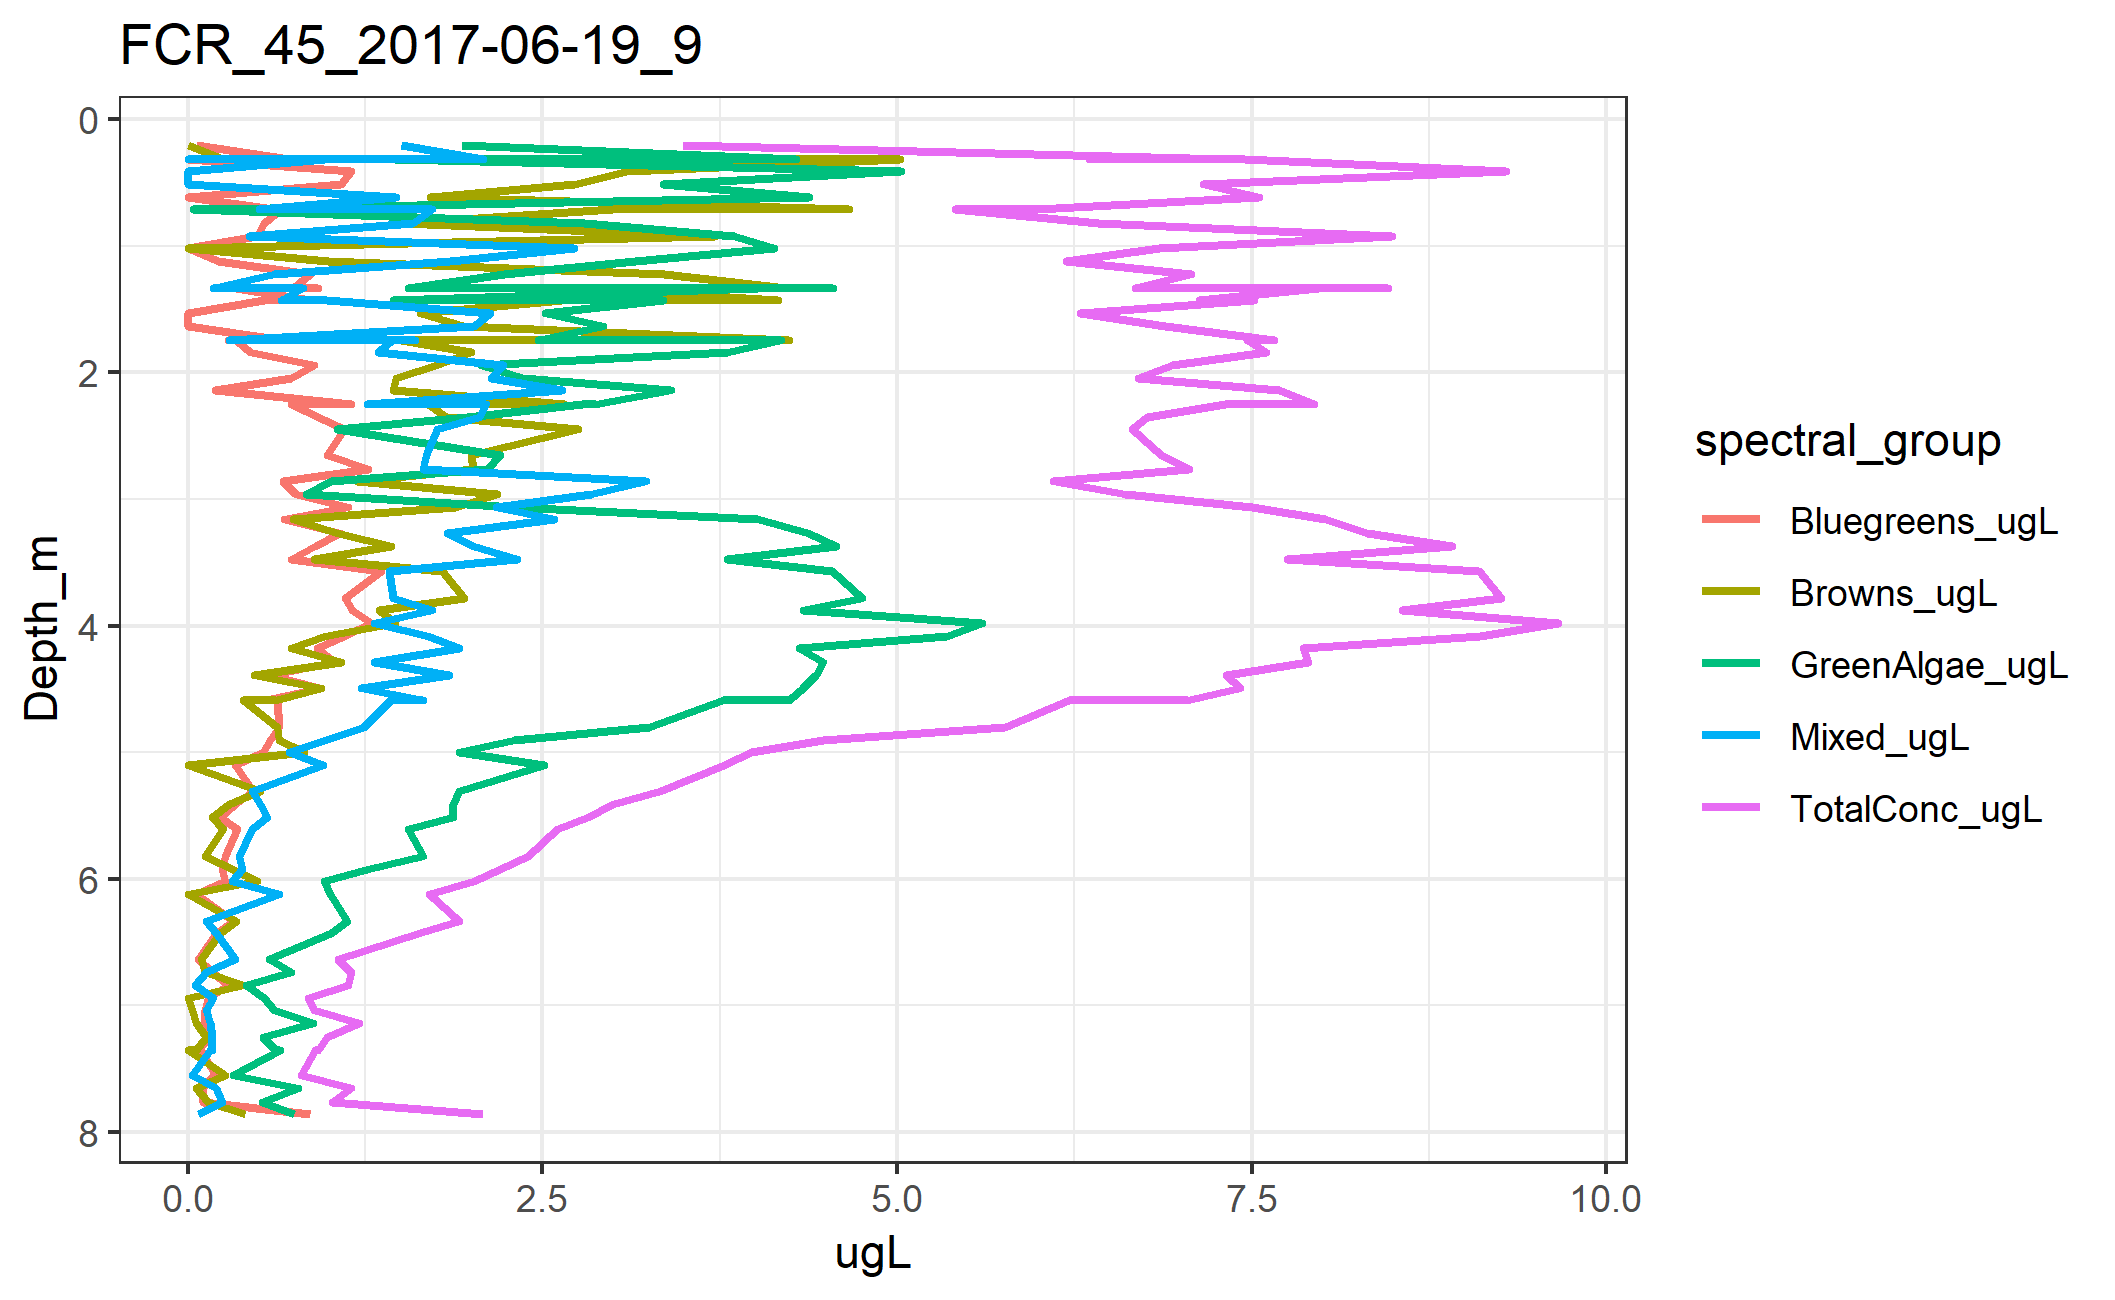 FCR_45_2017-06-19_9
0
2
4
6
8
Depth_m
0.0 2.5 5.0 7.5 10.0
ugL
spectral_group
Bluegreens_ugL
Browns_ugL
GreenAlgae_ugL
Mixed_ugL
TotalConc_ugL